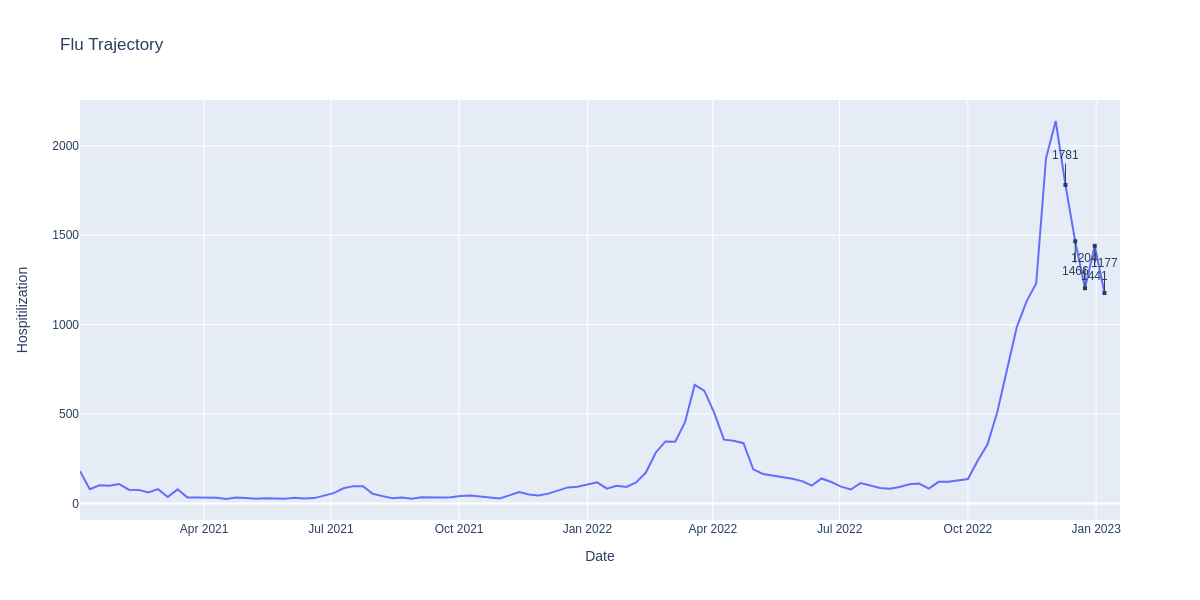 Flu Trajectory
2000
1500
1000
500
0
Hospitilization
1781
1204
1177
1466
1441
Apr 2021
Jul 2021
Oct 2021
Jan 2022
Apr 2022
Jul 2022
Oct 2022
Jan 2023
Date